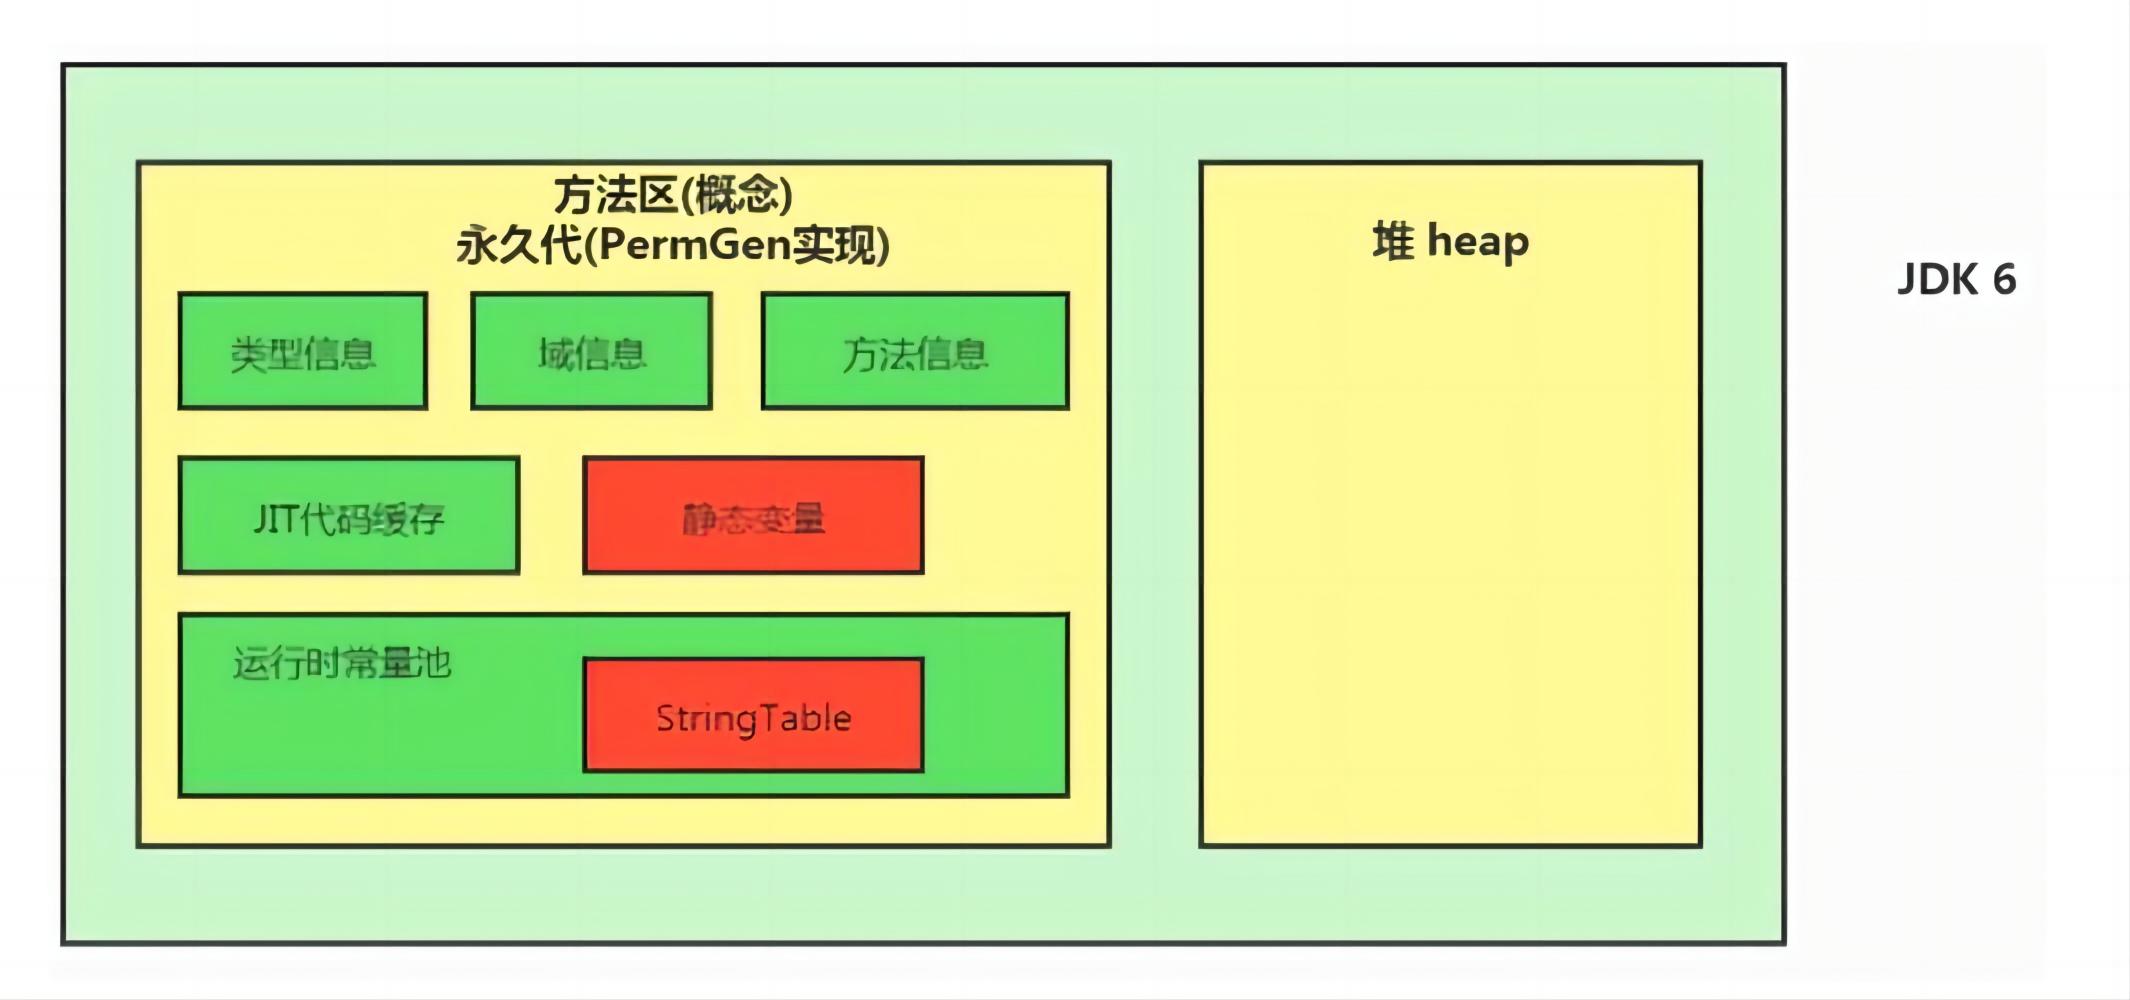 方法区(概念)
永久代(PermGen实现)
堆 heap
JDK 6
类型信息
域信息
方法信息
JIT代码缓存
静态变量
运行时常量池
StringTable